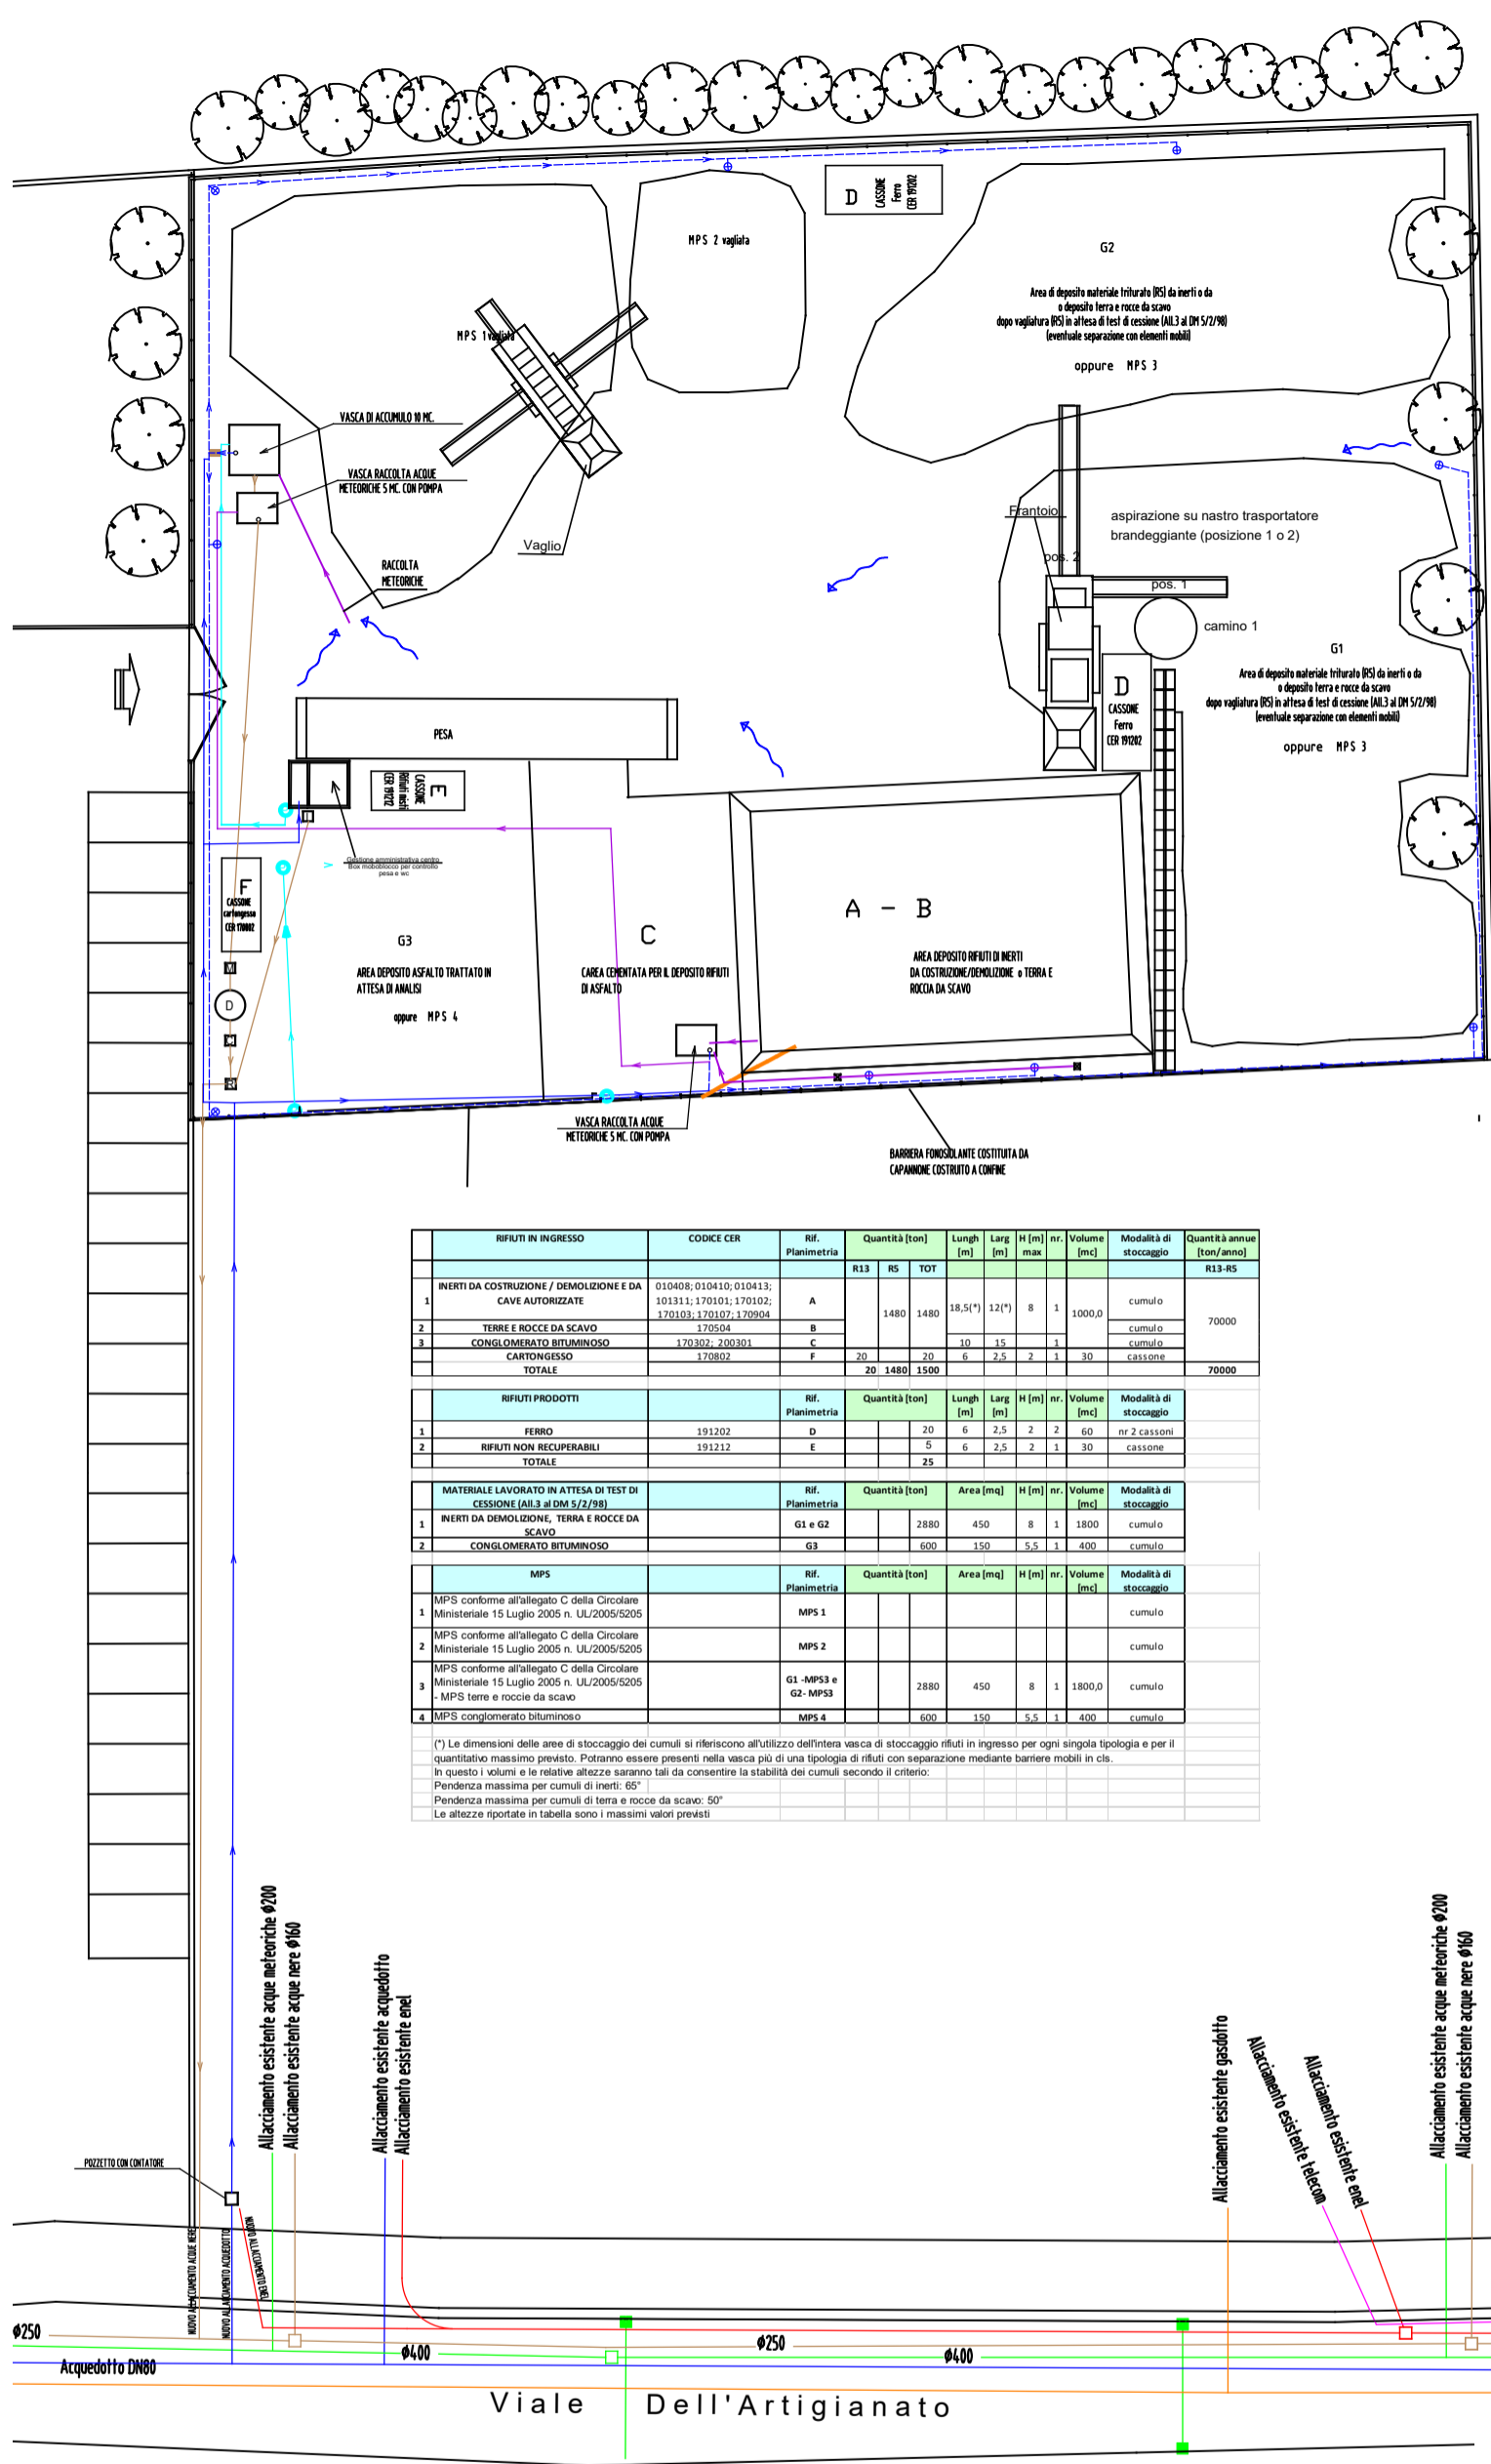 D
CASSONE
Ferro
CER 191202
MPS 2 vagliata
G2
Area di deposito materiale triturato (R5) da inerti o da
o deposito terra e rocce da scavo
dopo vagliatura (R5) in attesa di test di cessione (All.3 al DM 5/2/98)
(eventuale separazione con elementi mobili)
oppure MPS 3
MPS 1 vagliata
VASCA DI ACCUMULO 10 MC.
VASCA RACCOLTA ACQUE
METEORICHE 5 MC. CON POMPA
Vaglio
RACCOLTA
METEORICHE
Frantoio
aspirazione su nastro trasportatore
brandeggiante (posizione 1 o 2)
pos. 2
pos. 1
camino 1
G1
Area di deposito materiale triturato (R5) da inerti o da
o deposito terra e rocce da scavo
dopo vagliatura (R5) in attesa di test di cessione (All.3 al DM 5/2/98)
(eventuale separazione con elementi mobili)
oppure MPS 3
D
CASSONE
Ferro
CER 191202
PESA
E
CASSONE
Rifiuti misti
CER 191212
Gestione amministrativa centro
Box moboblocco per controllo
pesa e wc
F
CASSONE
cartongesso
CER 170802
G3
AREA DEPOSITO ASFALTO TRATTATO IN
ATTESA DI ANALISI
oppure MPS 4
C
CAREA CEMENTATA PER IL DEPOSITO RIFIUTI
DI ASFALTO
A - B
AREA DEPOSITO RIFIUTI DI INERTI
DA COSTRUZIONE/DEMOLIZIONE o TERRA E
ROCCIA DA SCAVO
D
VASCA RACCOLTA ACQUE
METEORICHE 5 MC. CON POMPA
BARRIERA FONOSIOLANTE COSTITUITA DA
CAPANNONE COSTRUITO A CONFINE
RIFIUTI IN INGRESSO CODICE CER Rif. Planimetria Quantità [ton] Lungh [m] Larg [m] H [m] max nr. Volume [mc] Modalità di stoccaggio Quantità annue [ton/anno]
R13 R5 TOT R13-R5
1 INERTI DA COSTRUZIONE / DEMOLIZIONE E DA CAVE AUTORIZZATE 010408; 010410; 010413; 101311; 170101; 170102; 170103; 170107; 170904 A 1480 1480 18,5(*) 12(*) 8 1 1000,0 cumulo 70000
2 TERRE E ROCCE DA SCAVO 170504 B cumulo
3 CONGLOMERATO BITUMINOSO 170302; 200301 C 10 15 1 cumulo
CARTONGESSO 170802 F 20 20 6 2,5 2 1 30 cassone
TOTALE 20 1480 1500 70000
RIFIUTI PRODOTTI Rif. Planimetria Quantità [ton] Lungh [m] Larg [m] H [m] nr. Volume [mc] Modalità di stoccaggio
1 FERRO 191202 D 20 6 2,5 2 2 60 nr 2 cassoni
2 RIFIUTI NON RECUPERABILI 191212 E 5 6 2,5 2 1 30 cassone
TOTALE 25
MATERIALE LAVORATO IN ATTESA DI TEST DI CESSIONE (All.3 al DM 5/2/98) Rif. Planimetria Quantità [ton] Area [mq] H [m] nr. Volume [mc] Modalità di stoccaggio
1 INERTI DA DEMOLIZIONE, TERRA E ROCCE DA SCAVO G1 e G2 2880 450 8 1 1800 cumulo
2 CONGLOMERATO BITUMINOSO G3 600 150 5,5 1 400 cumulo
MPS Rif. Planimetria Quantità [ton] Area [mq] H [m] nr. Volume [mc] Modalità di stoccaggio
1 MPS conforme all'allegato C della Circolare Ministeriale 15 Luglio 2005 n. UL/2005/5205 MPS 1 cumulo
2 MPS conforme all'allegato C della Circolare Ministeriale 15 Luglio 2005 n. UL/2005/5205 MPS 2 cumulo
3 MPS conforme all'allegato C della Circolare Ministeriale 15 Luglio 2005 n. UL/2005/5205 - MPS terre e roccie da scavo G1 -MPS3 e G2- MPS3 2880 450 8 1 1800,0 cumulo
4 MPS conglomerato bituminoso MPS 4 600 150 5,5 1 400 cumulo
(*) Le dimensioni delle aree di stoccaggio dei cumuli si riferiscono all'utilizzo dell'intera vasca di stoccaggio rifiuti in ingresso per ogni singola tipologia e per il
quantitativo massimo previsto. Potranno essere presenti nella vasca più di una tipologia di rifiuti con separazione mediante barriere mobili in cls.
In questo i volumi e le relative altezze saranno tali da consentire la stabilità dei cumuli secondo il criterio:
Pendenza massima per cumuli di inerti: 65°
Pendenza massima per cumuli di terra e rocce da scavo: 50°
Le altezze riportate in tabella sono i massimi valori previsti
Allacciamento esistente acque meteoriche Ø200
Allacciamento esistente acque nere Ø160
Allacciamento esistente acquedotto
Allacciamento esistente enel
Allacciamento esistente gasdotto
Allacciamento esistente telecom
Allacciamento esistente enel
Allacciamento esistente acque meteoriche Ø200
Allacciamento esistente acque nere Ø160
POZZETTO CON CONTATORE
NUOVO ALLACCIAMENTO ACQUE NERE
NUOVO ALLACCIAMENTO ACQUEDOTTO
NUOVO ALLACCIAMENTO ENEL
Ø250
Acquedotto DN80
Ø400
Ø250
Ø400
Viale Dell'Artigianato